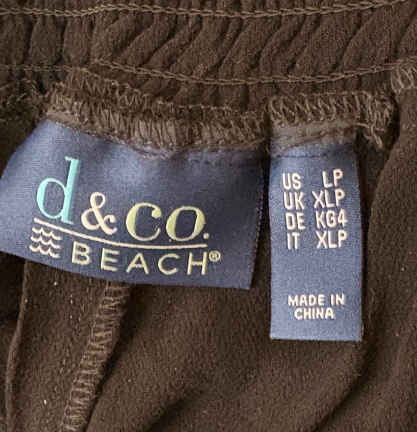 d&co.
BEACH®
US LP
UK XLP
DE KG4
IT XLP
MADE IN
CHINA